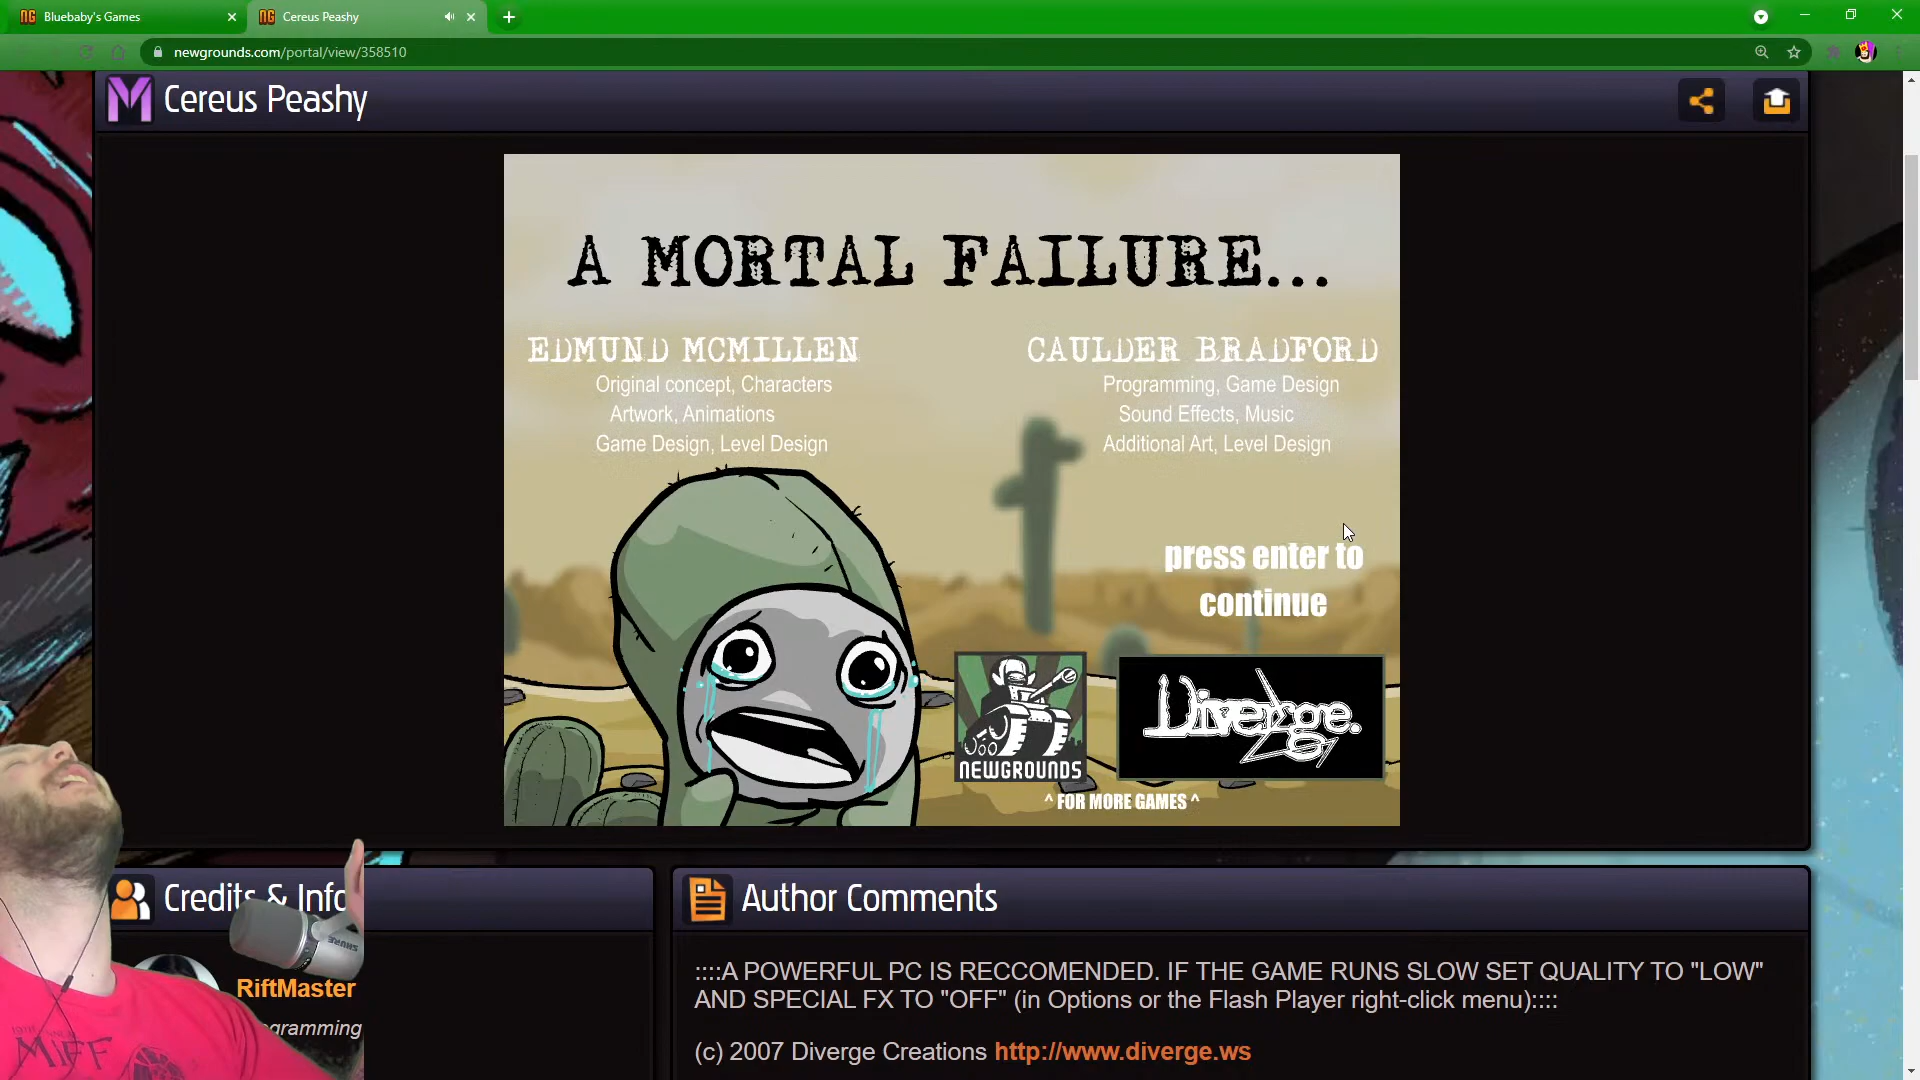 Bluebaby's Games
Cereus Peashy
newgrounds.com/portal/view/358510
Cereus Peashy
A MORTAL FAILURE...
EDMUND MCMILLEN
Original concept, Characters
Artwork, Animations
Game Design, Level Design
CAULDER BRADFORD
Programming, Game Design
Sound Effects, Music
Additional Art, Level Design
press enter to
continue
NEWGROUNDS
Diverge.
^ FOR MORE GAMES ^
Credits & Info
RiftMaster
Author Comments
::::A POWERFUL PC IS RECCOMENDED. IF THE GAME RUNS SLOW SET QUALITY TO "LOW"
AND SPECIAL FX TO "OFF" (in Options or the Flash Player right-click menu)::::
(c) 2007 Diverge Creations http://www.diverge.ws
SHURE
MIFF